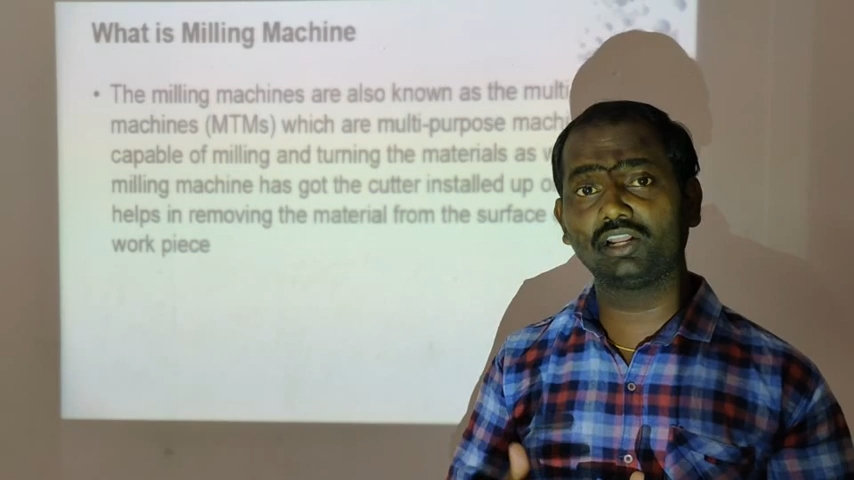 What is Milling Machine
• The milling machines are also known as the multi
machines (MTMs) which are multi-purpose
capable of milling and turning the materials as
milling machine has got the cutter installed up
helps in removing the material from the surface
work piece